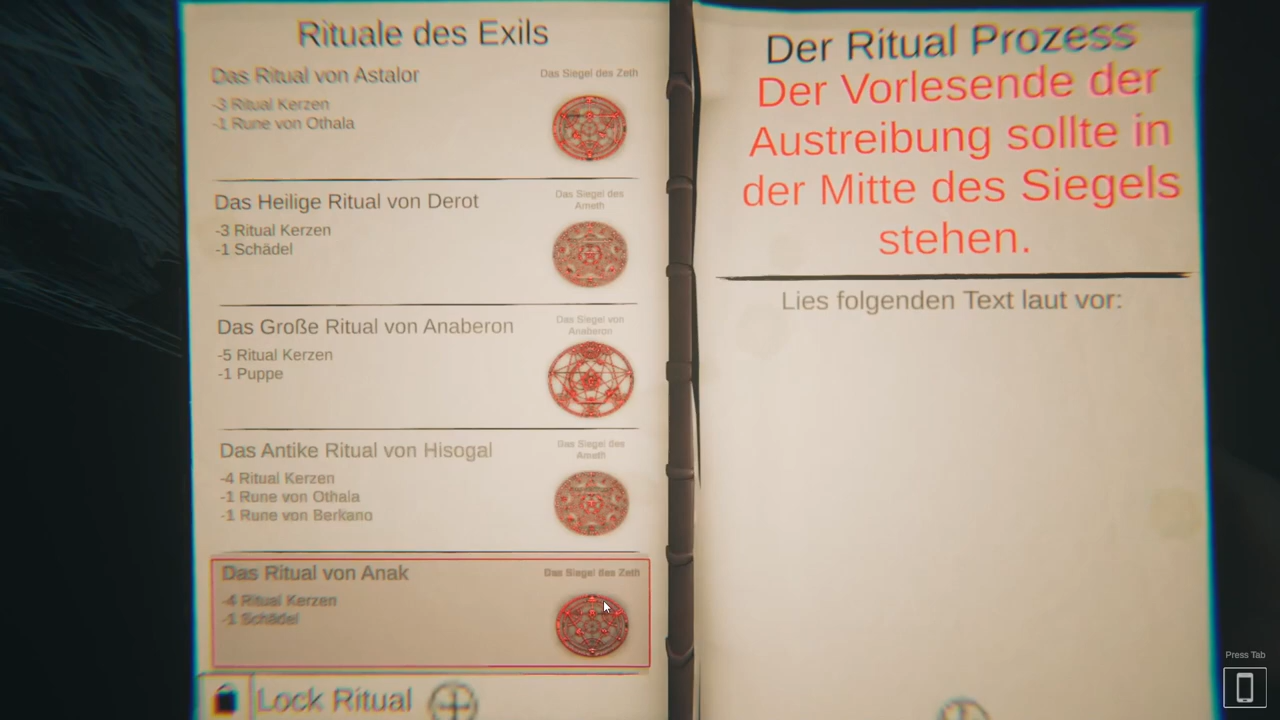 Rituale des Exils
Das Ritual von Astalor
Das Siegel des Zeth
-3 Ritual Kerzen
-1 Rune von Othala
Das Heilige Ritual von Derot
Das Siegel des
Ameth
-3 Ritual Kerzen
-1 Schädel
Das Große Ritual von Anaberon
Das Siegel von
Anaberon
-5 Ritual Kerzen
-1 Puppe
Das Antike Ritual von Hisogal
Das Siegel des
Ameth
-4 Ritual Kerzen
-1 Rune von Othala
-1 Rune von Berkano
Das Ritual von Anak
Das Siegel des Zeth
-4 Ritual Kerzen
-1 Schädel
Lock Ritual
Der Ritual Prozess
Der Vorlesende der
Austreibung sollte in
der Mitte des Siegels
stehen.
Lies folgenden Text laut vor:
Press Tab